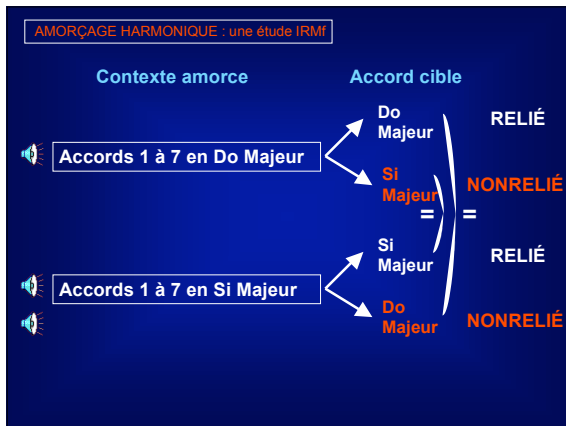 AMORÇAGE HARMONIQUE : une étude IRMf
Contexte amorce
Accord cible
Do
Majeur
RELIÉ
Accords 1 à 7 en Do Majeur
Si
Majeur
NONRELIÉ
= =
Si
Majeur
RELIÉ
Accords 1 à 7 en Si Majeur
Do
Majeur
NONRELIÉ